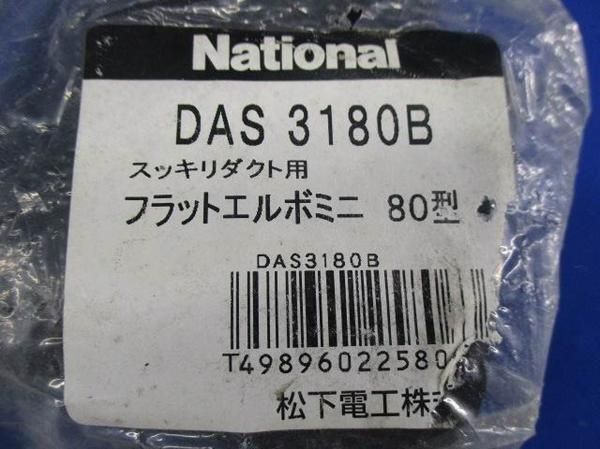 National
DAS 3180B
スッキリダクト用
フラットエルボミニ 80型
DAS3180B
T49896022580
松下電工株